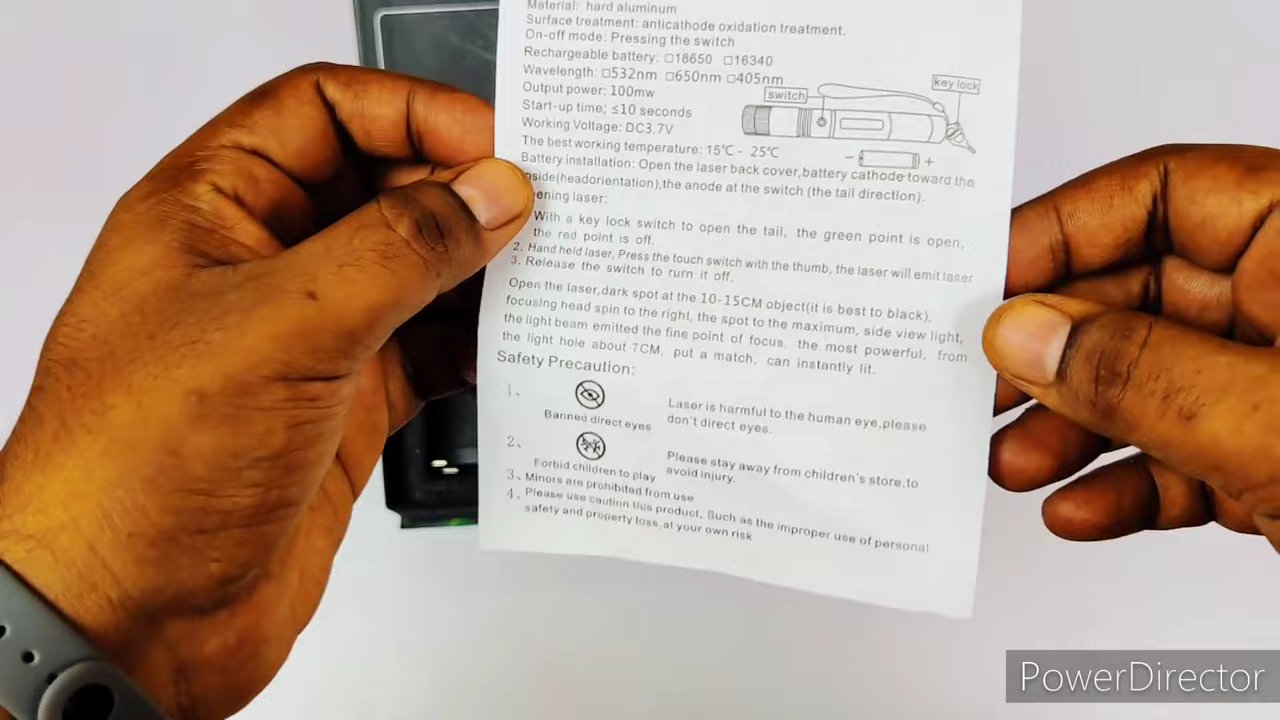 Material: hard aluminum
Surface treatment: anticathode oxidation treatment.
On-off mode: Pressing the switch
Rechargeable battery: □18650 □16340
Wavelength: □532nm □650nm □405nm
Output power: 100mw
Start-up time; ≤10 seconds
Working Voltage: DC3.7V
The best working temperature: 15℃ - 25℃
switch
key lock
− +
Battery installation: Open the laser back cover,battery cathode toward the
side(headorientation),the anode at the switch (the tail direction).
ening laser:
With a key lock switch to open the tail, the green point is open,
the red point is off.
2. Hand held laser, Press the touch switch with the thumb, the laser will emit laser
3. Release the switch to rurn it off.
Open the laser,dark spot at the 10-15CM object(it is best to black).
focusing head spin to the right, the spot to the maximum, side view light,
the light beam emitted the fine point of focus, the most powerful, from
the light hole about 7CM, put a match, can instantly lit.
Safety Precaution:
1、
Banned direct eyes
Laser is harmful to the human eye,please
don't direct eyes.
2、
Forbid children to play
Please stay away from children's store,to
avoid injury.
3、Minors are prohibited from use
4、Please use caution this product, Such as the improper use of personal
safety and property loss,at your own risk
PowerDirector